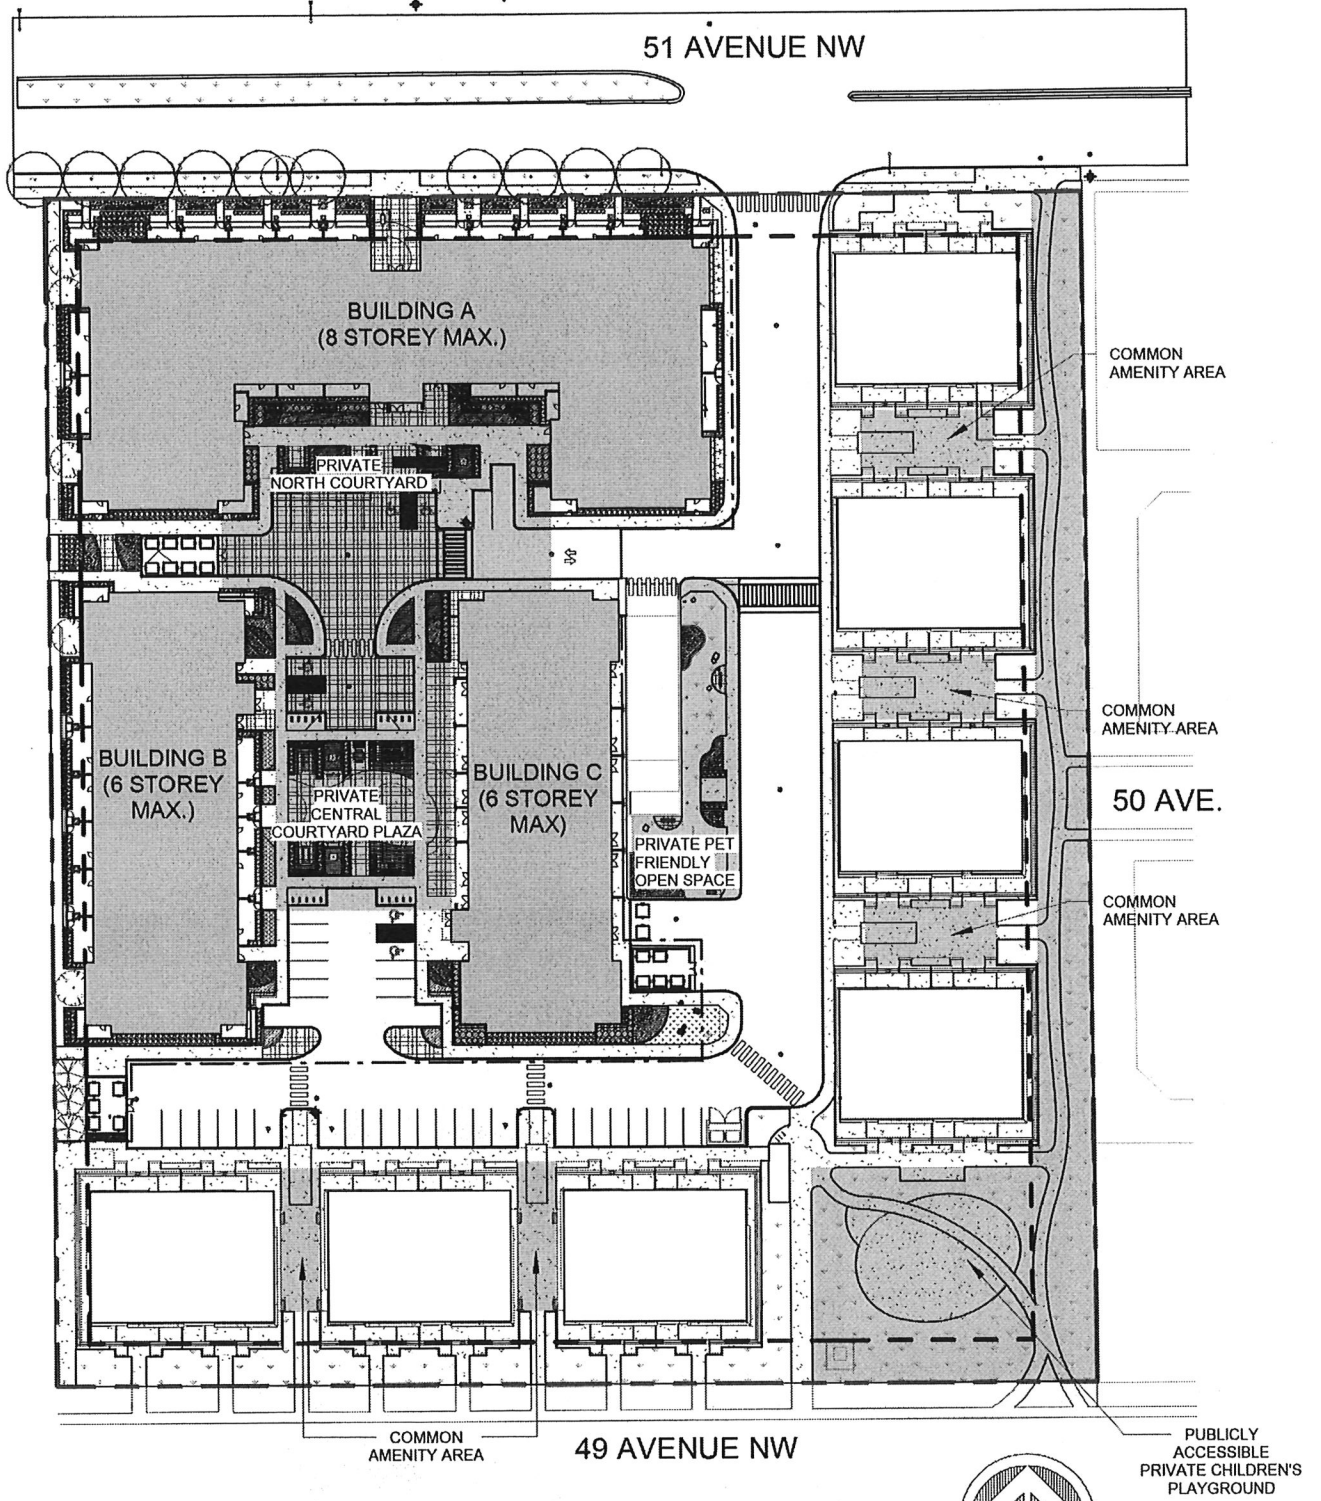 51 AVENUE NW
BUILDING A
(8 STOREY MAX.)
COMMON
AMENITY AREA
PRIVATE
NORTH COURTYARD
COMMON
AMENITY AREA
BUILDING B
(6 STOREY
MAX.)
BUILDING C
(6 STOREY
MAX)
PRIVATE
CENTRAL
COURTYARD PLAZA
50 AVE.
PRIVATE PET
FRIENDLY
OPEN SPACE
COMMON
AMENITY AREA
COMMON
AMENITY AREA
49 AVENUE NW
PUBLICLY
ACCESSIBLE
PRIVATE CHILDREN'S
PLAYGROUND